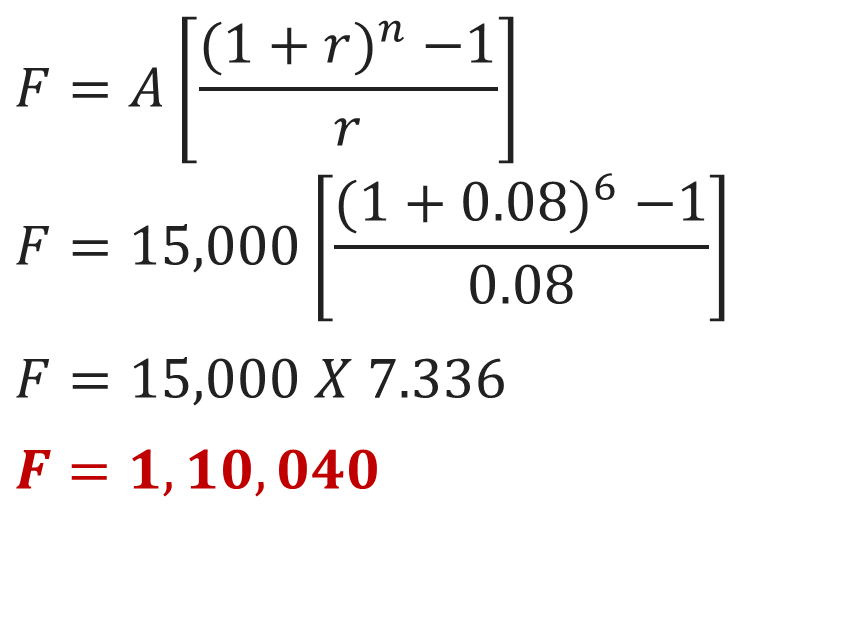 F = A [((1 + r)^n −1)/r]
F = 15,000 [((1 + 0.08)^6 −1)/0.08]
F = 15,000 X 7.336
F = 1, 10, 040